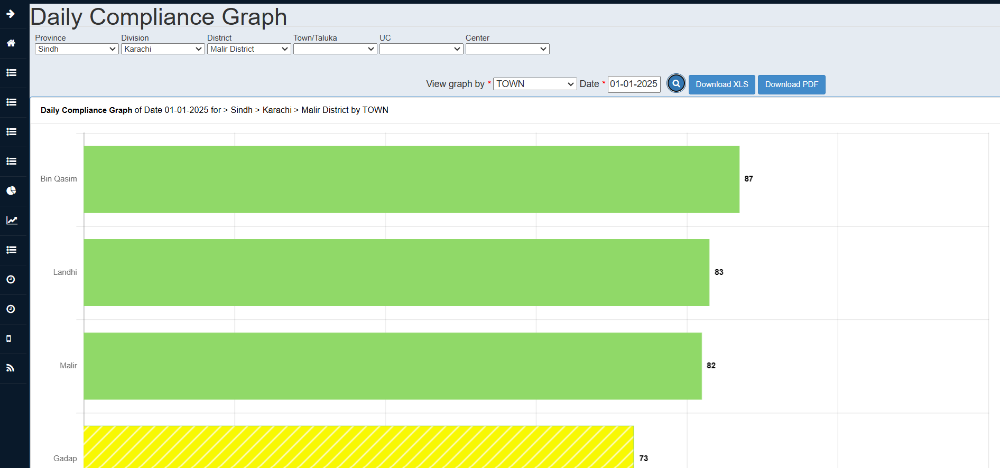 Daily Compliance Graph
Province Division District Town/Taluka UC Center
Sindh Karachi Malir District
View graph by * TOWN Date * 01-01-2025 Download XLS Download PDF
Daily Compliance Graph of Date 01-01-2025 for > Sindh > Karachi > Malir District by TOWN
Bin Qasim 87
Landhi 83
Malir 82
Gadap 73